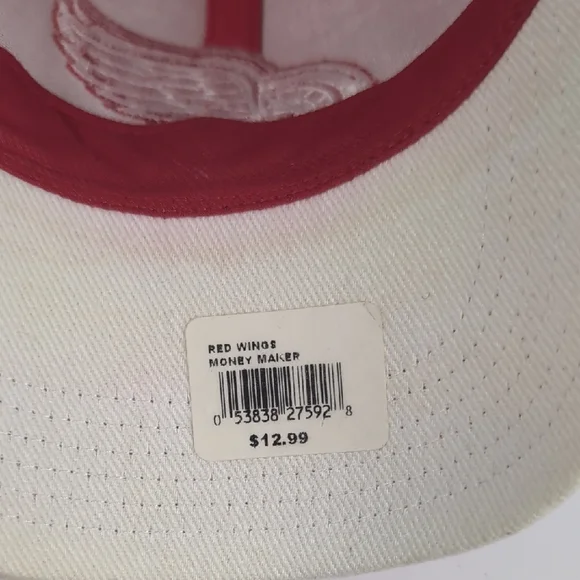 RED WINGS
MONEY MAKER
0 53838 27592 8
$12.99